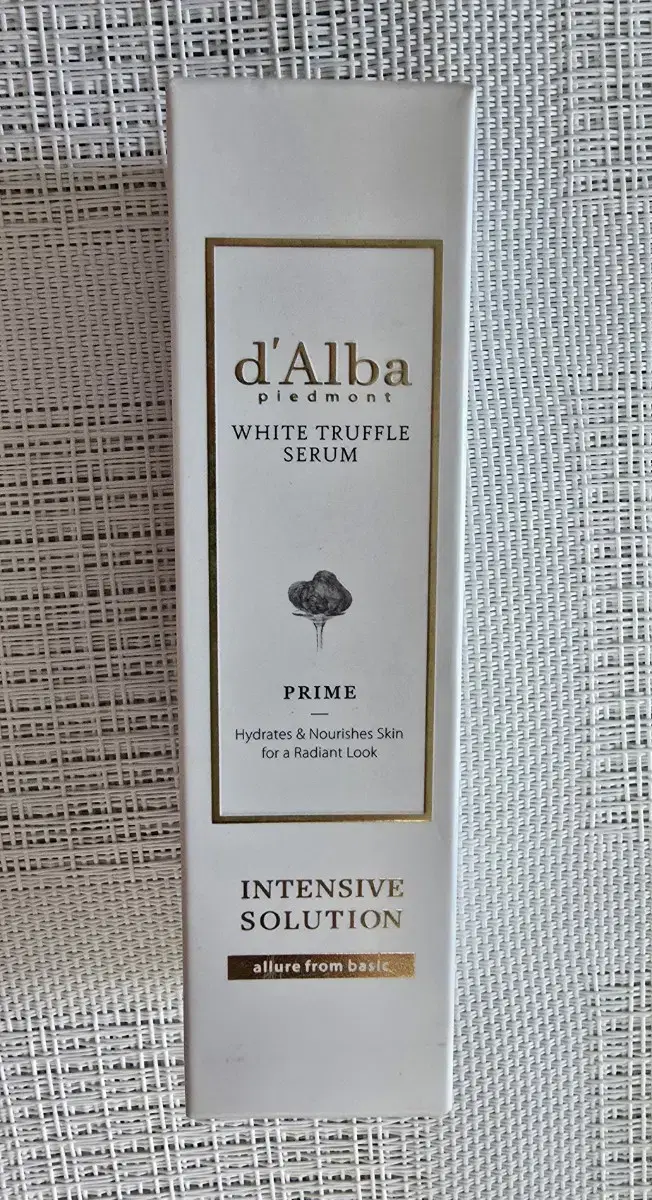 d'Alba
piedmont
WHITE TRUFFLE
SERUM
PRIME
Hydrates & Nourishes Skin
for a Radiant Look
INTENSIVE
SOLUTION
allure from basic